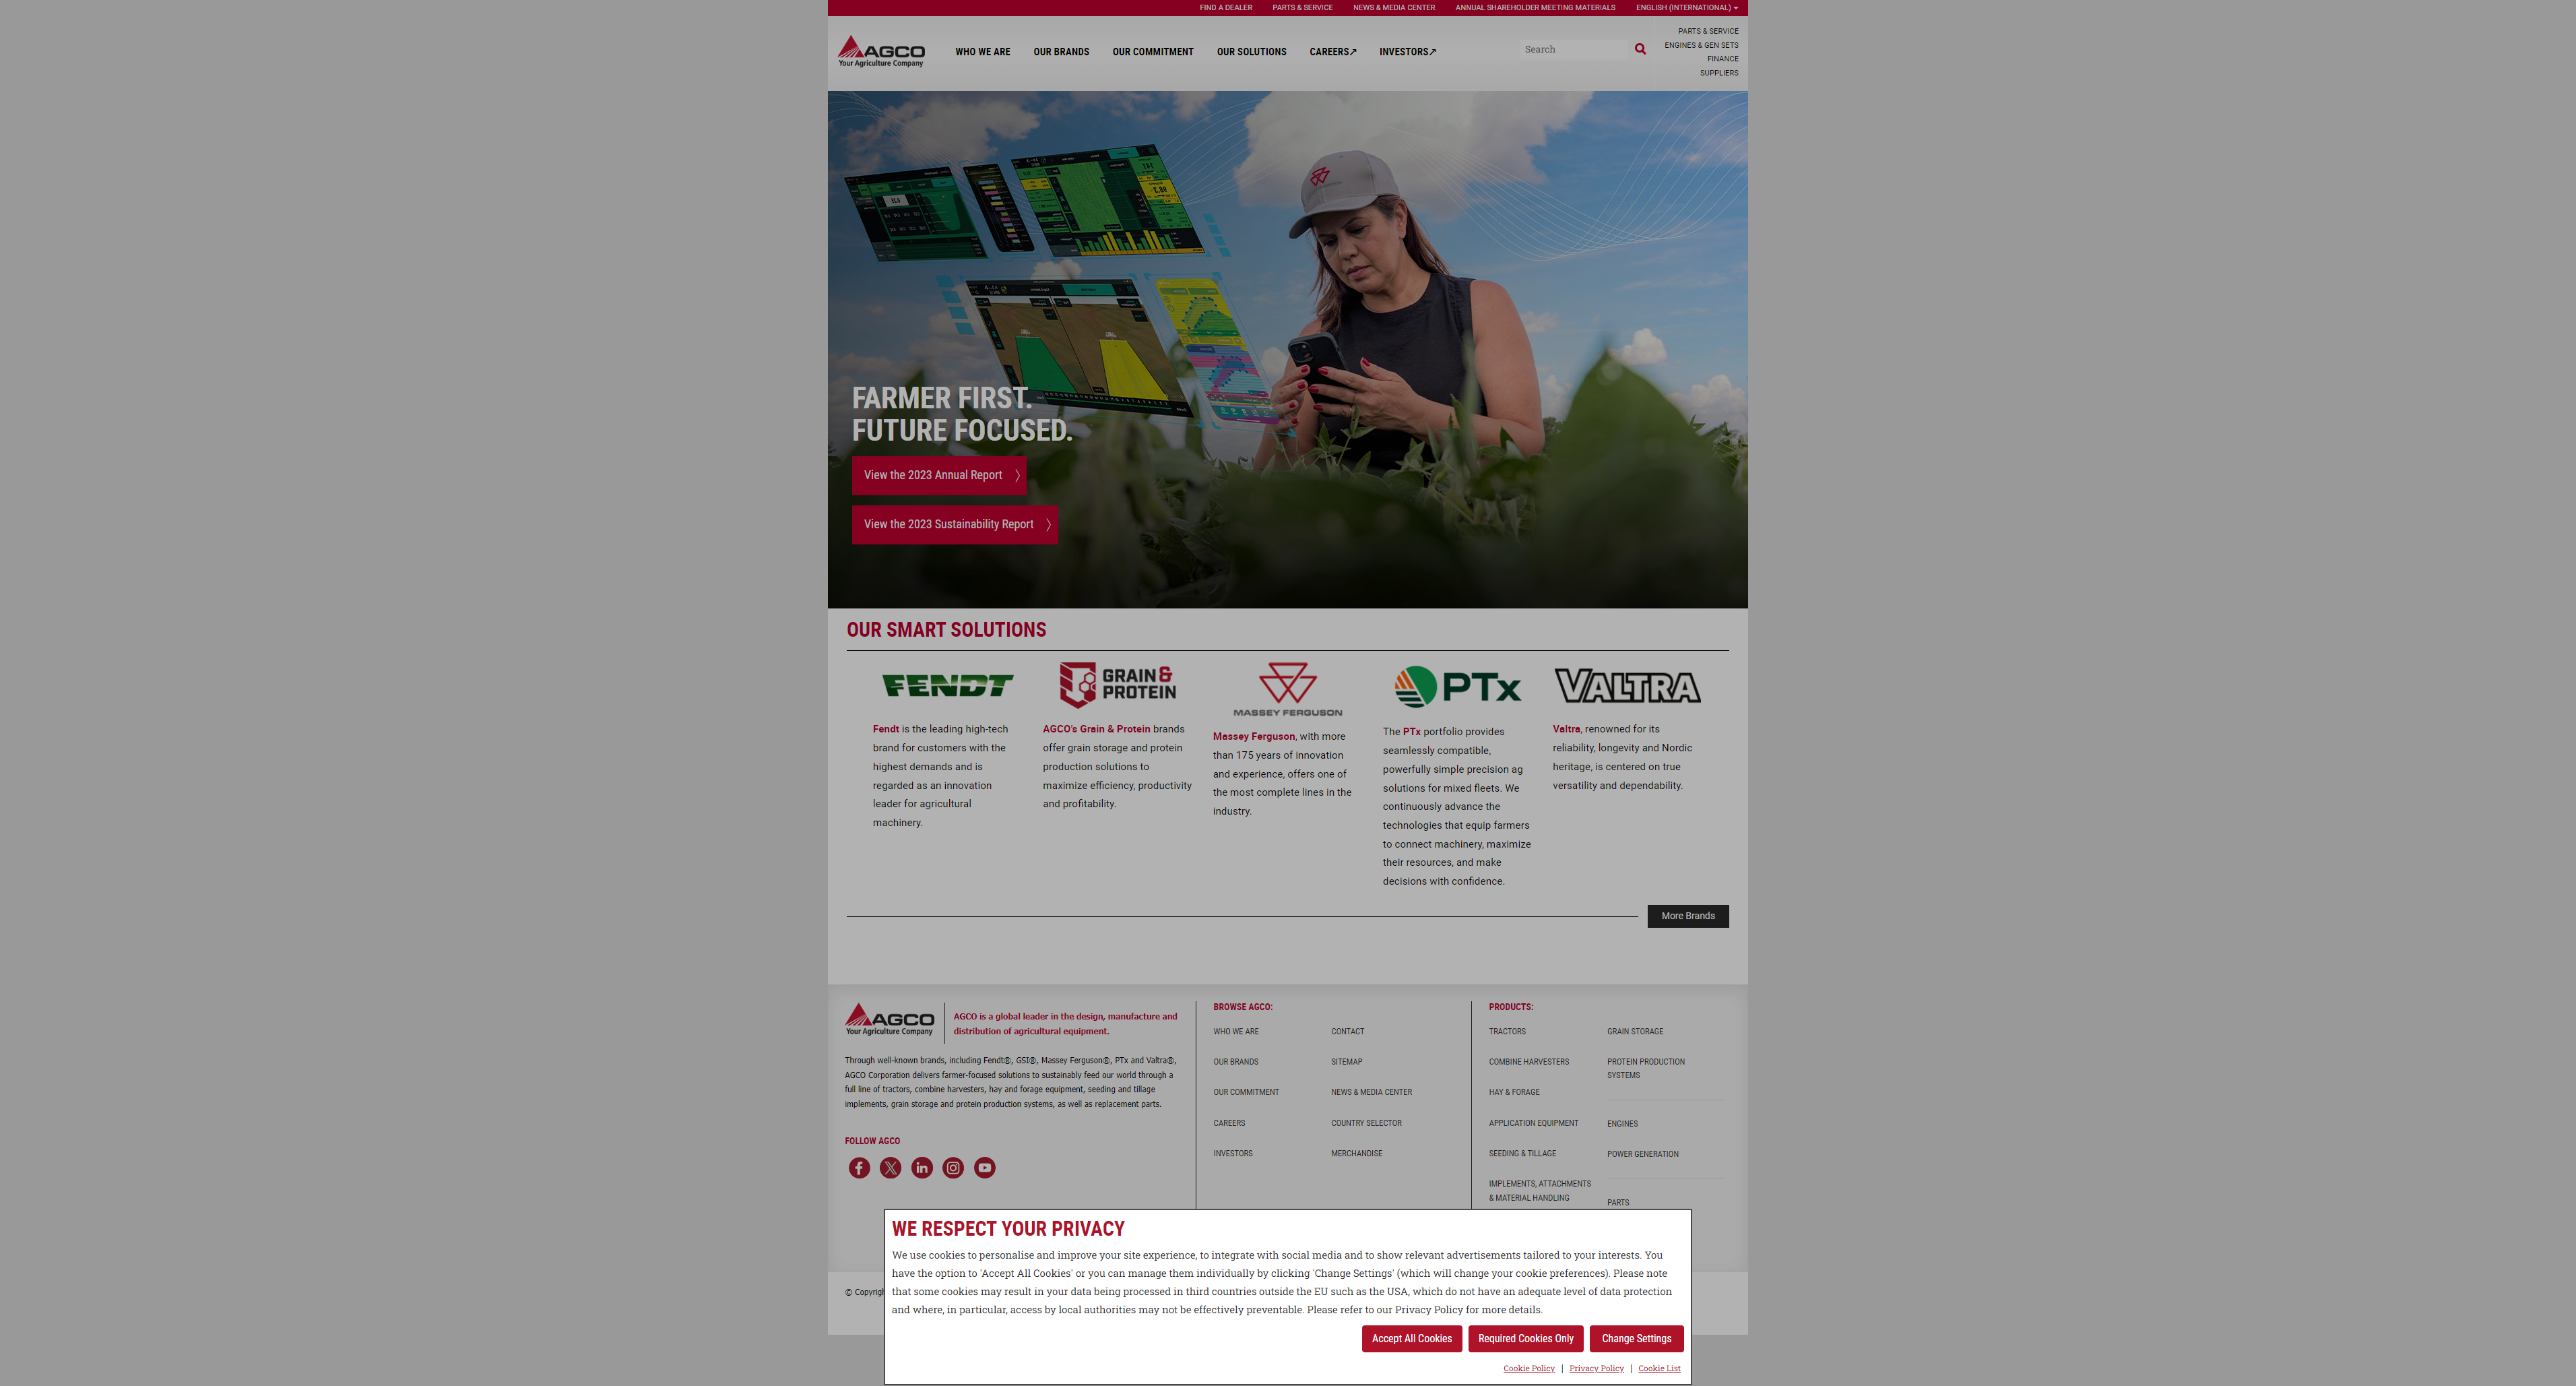 FIND A DEALER PARTS & SERVICE NEWS & MEDIA CENTER ANNUAL SHAREHOLDER MEETING MATERIALS ENGLISH (INTERNATIONAL)
AGCO
Your Agriculture Company
WHO WE ARE OUR BRANDS OUR COMMITMENT OUR SOLUTIONS CAREERS↗ INVESTORS↗
Search
PARTS & SERVICE
ENGINES & GEN SETS
FINANCE
SUPPLIERS
FARMER FIRST.
FUTURE FOCUSED.
View the 2023 Annual Report
View the 2023 Sustainability Report
OUR SMART SOLUTIONS
FENDT
Fendt is the leading high-tech
brand for customers with the
highest demands and is
regarded as an innovation
leader for agricultural
machinery.
GRAIN &
PROTEIN
AGCO's Grain & Protein brands
offer grain storage and protein
production solutions to
maximize efficiency, productivity
and profitability.
MASSEY FERGUSON
Massey Ferguson, with more
than 175 years of innovation
and experience, offers one of
the most complete lines in the
industry.
PTx
The PTx portfolio provides
seamlessly compatible,
powerfully simple precision ag
solutions for mixed fleets. We
continuously advance the
technologies that equip farmers
to connect machinery, maximize
their resources, and make
decisions with confidence.
VALTRA
Valtra, renowned for its
reliability, longevity and Nordic
heritage, is centered on true
versatility and dependability.
More Brands
AGCO
Your Agriculture Company
AGCO is a global leader in the design, manufacture and
distribution of agricultural equipment.
Through well-known brands, including Fendt®, GSI®, Massey Ferguson®, PTx and Valtra®,
AGCO Corporation delivers farmer-focused solutions to sustainably feed our world through a
full line of tractors, combine harvesters, hay and forage equipment, seeding and tillage
implements, grain storage and protein production systems, as well as replacement parts.
FOLLOW AGCO
BROWSE AGCO:
WHO WE ARE
OUR BRANDS
OUR COMMITMENT
CAREERS
INVESTORS
CONTACT
SITEMAP
NEWS & MEDIA CENTER
COUNTRY SELECTOR
MERCHANDISE
PRODUCTS:
TRACTORS
COMBINE HARVESTERS
HAY & FORAGE
APPLICATION EQUIPMENT
SEEDING & TILLAGE
IMPLEMENTS, ATTACHMENTS
& MATERIAL HANDLING
GRAIN STORAGE
PROTEIN PRODUCTION
SYSTEMS
ENGINES
POWER GENERATION
PARTS
©
WE RESPECT YOUR PRIVACY
We use cookies to personalise and improve your site experience, to integrate with social media and to show relevant advertisements tailored to your interests. You
have the option to 'Accept All Cookies' or you can manage them individually by clicking 'Change Settings' (which will change your cookie preferences). Please note
that some cookies may result in your data being processed in third countries outside the EU such as the USA, which do not have an adequate level of data protection
and where, in particular, access by local authorities may not be effectively preventable. Please refer to our Privacy Policy for more details.
Accept All Cookies Required Cookies Only Change Settings
Cookie Policy | Privacy Policy | Cookie List